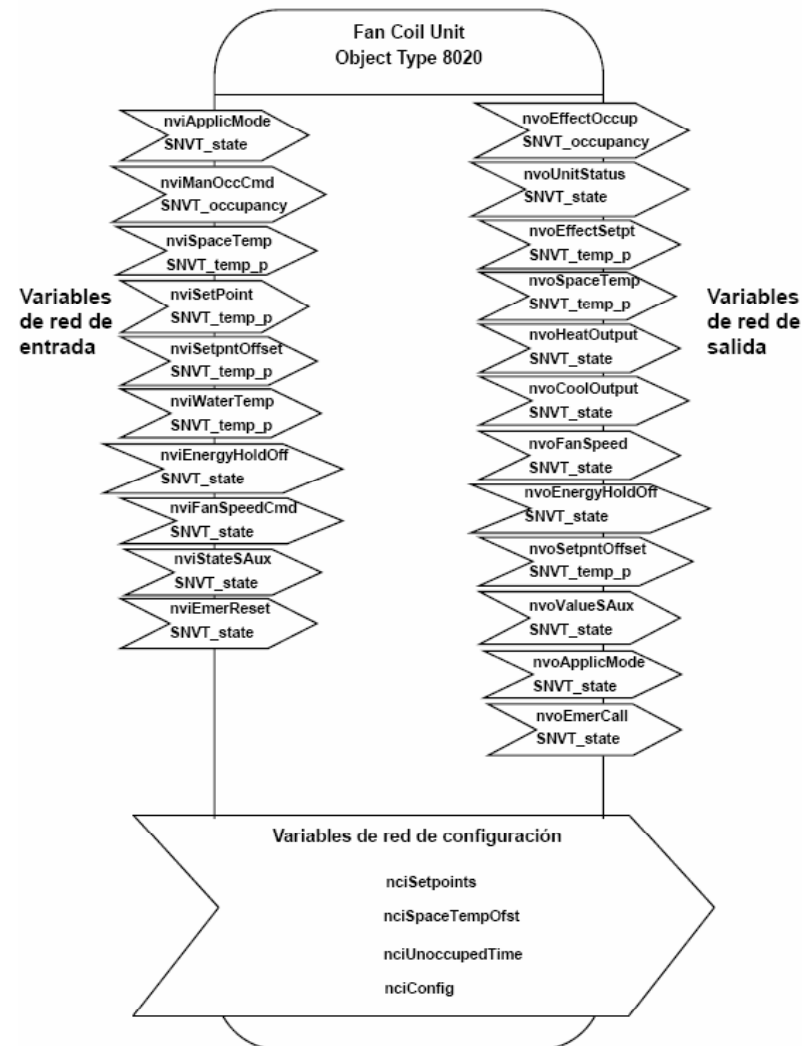 Fan Coil Unit
Object Type 8020
nviApplicMode
SNVT_state
nviManOccCmd
SNVT_occupancy
nviSpaceTemp
SNVT_temp_p
nviSetPoint
SNVT_temp_p
nviSetpntOffset
SNVT_temp_p
nviWaterTemp
SNVT_temp_p
nviEnergyHoldOff
SNVT_state
nviFanSpeedCmd
SNVT_state
nviStateSAux
SNVT_state
nviEmerReset
SNVT_state
Variables
de red de
entrada
nvoEffectOccup
SNVT_occupancy
nvoUnitStatus
SNVT_state
nvoEffectSetpt
SNVT_temp_p
nvoSpaceTemp
SNVT_temp_p
nvoHeatOutput
SNVT_state
nvoCoolOutput
SNVT_state
nvoFanSpeed
SNVT_state
nvoEnergyHoldOff
SNVT_state
nvoSetpntOffset
SNVT_temp_p
nvoValueSAux
SNVT_state
nvoApplicMode
SNVT_state
nvoEmerCall
SNVT_state
Variables
de red de
salida
Variables de red de configuración
nciSetpoints
nciSpaceTempOfst
nciUnoccupedTime
nciConfig